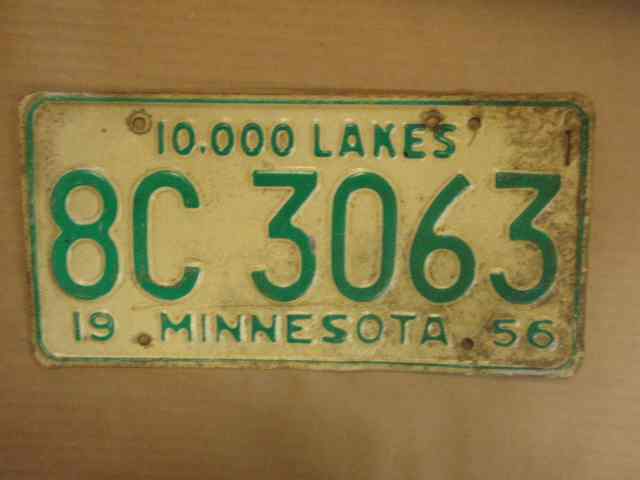 10,000 LAKES
8C 3063
19 MINNESOTA 56